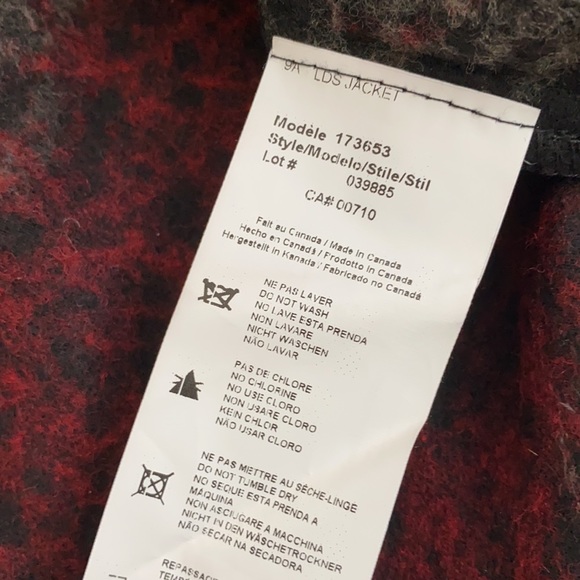 LDS JACKET
Modèle 173653
Style/Modelo/Stile/Stil
Lot # 039885
CA# 00710
Fait au Canada / Made in Canada
Hecho en Canadá / Prodotto in Canada
Hergestellt in Kanada / Fabricado no Canadá
NE PAS LAVER
DO NOT WASH
NO LAVE ESTA PRENDA
NON LAVARE
NICHT WASCHEN
NÃO LAVAR
PAS DE CHLORE
NO CHLORINE
NO USE CLORO
NON USARE CLORO
KEIN CHLOR
NÃO USAR CLORO
NE PAS METTRE AU SÈCHE-LINGE
DO NOT TUMBLE DRY
NO SEQUE ESTA PRENDA A
MÁQUINA
NON ASCIUGARE A MACCHINA
NICHT IN DEN WÄSCHETROCKNER
NÃO SECAR NA SECADORA